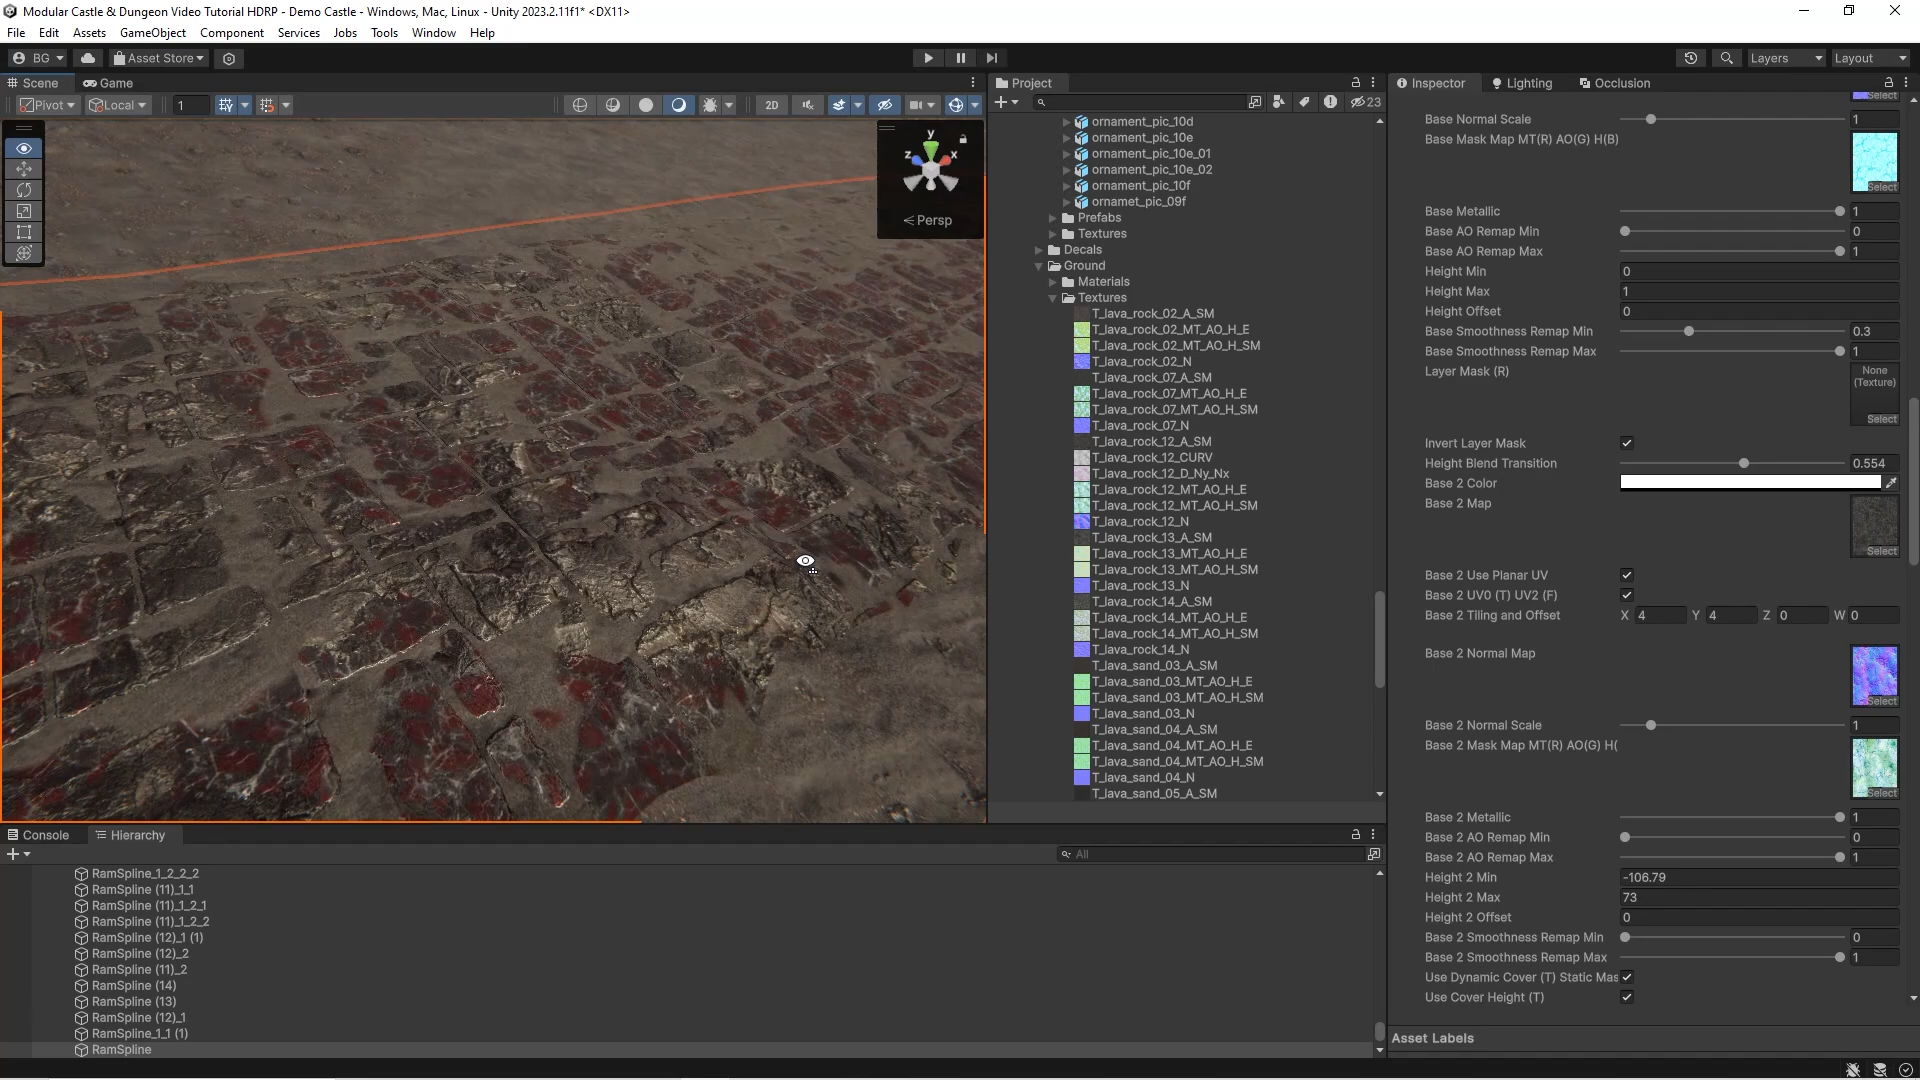 Modular Castle & Dungeon Video Tutorial HDRP - Demo Castle - Windows, Mac, Linux - Unity 2023.2.11f1* <DX11>
File Edit Assets GameObject Component Services Jobs Tools Window Help
BG Asset Store Layers Layout
Scene Game
Pivot Local 1 2D
y
z x
< Persp
Project
23
ornament_pic_10d
ornament_pic_10e
ornament_pic_10e_01
ornament_pic_10e_02
ornament_pic_10f
ornamet_pic_09f
Prefabs
Textures
Decals
Ground
Materials
Textures
T_lava_rock_02_A_SM
T_lava_rock_02_MT_AO_H_E
T_lava_rock_02_MT_AO_H_SM
T_lava_rock_02_N
T_lava_rock_07_A_SM
T_lava_rock_07_MT_AO_H_E
T_lava_rock_07_MT_AO_H_SM
T_lava_rock_07_N
T_lava_rock_12_A_SM
T_lava_rock_12_CURV
T_lava_rock_12_D_Ny_Nx
T_lava_rock_12_MT_AO_H_E
T_lava_rock_12_MT_AO_H_SM
T_lava_rock_12_N
T_lava_rock_13_A_SM
T_lava_rock_13_MT_AO_H_E
T_lava_rock_13_MT_AO_H_SM
T_lava_rock_13_N
T_lava_rock_14_A_SM
T_lava_rock_14_MT_AO_H_E
T_lava_rock_14_MT_AO_H_SM
T_lava_rock_14_N
T_lava_sand_03_A_SM
T_lava_sand_03_MT_AO_H_E
T_lava_sand_03_MT_AO_H_SM
T_lava_sand_03_N
T_lava_sand_04_A_SM
T_lava_sand_04_MT_AO_H_E
T_lava_sand_04_MT_AO_H_SM
T_lava_sand_04_N
T_lava_sand_05_A_SM
Inspector Lighting Occlusion
Select
Base Normal Scale 1
Base Mask Map MT(R) AO(G) H(B)
Select
Base Metallic 1
Base AO Remap Min 0
Base AO Remap Max 1
Height Min 0
Height Max 1
Height Offset 0
Base Smoothness Remap Min 0.3
Base Smoothness Remap Max 1
Layer Mask (R)
None
(Texture)
Select
Invert Layer Mask
Height Blend Transition 0.554
Base 2 Color
Base 2 Map
Select
Base 2 Use Planar UV
Base 2 UV0 (T) UV2 (F)
Base 2 Tiling and Offset X 4 Y 4 Z 0 W 0
Base 2 Normal Map
Select
Base 2 Normal Scale 1
Base 2 Mask Map MT(R) AO(G) H(
Select
Base 2 Metallic 1
Base 2 AO Remap Min 0
Base 2 AO Remap Max 1
Height 2 Min -106.79
Height 2 Max 73
Height 2 Offset 0
Base 2 Smoothness Remap Min 0
Base 2 Smoothness Remap Max 1
Use Dynamic Cover (T) Static Mas
Use Cover Height (T)
Asset Labels
Console Hierarchy
All
RamSpline_1_2_2_2
RamSpline (11)_1_1
RamSpline (11)_1_2_1
RamSpline (11)_1_2_2
RamSpline (12)_1 (1)
RamSpline (12)_2
RamSpline (11)_2
RamSpline (14)
RamSpline (13)
RamSpline (12)_1
RamSpline_1_1 (1)
RamSpline